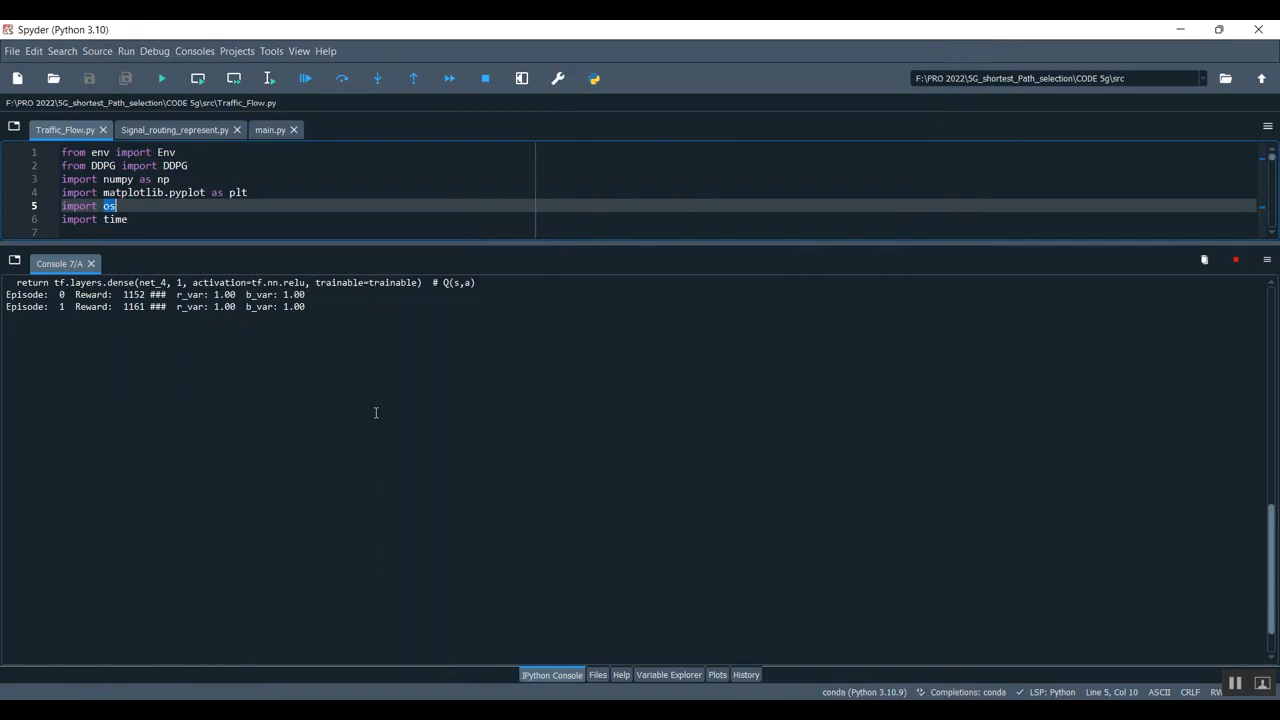 Spyder (Python 3.10)
File Edit Search Source Run Debug Consoles Projects Tools View Help
F:\PRO 2022\5G_shortest_Path_selection\CODE 5g\src
F:\PRO 2022\5G_shortest_Path_selection\CODE 5g\src\Traffic_Flow.py
Traffic_Flow.py Signal_routing_represent.py main.py
1 from env import Env
2 from DDPG import DDPG
3 import numpy as np
4 import matplotlib.pyplot as plt
5 import os
6 import time
7
Console 7/A
return tf.layers.dense(net_4, 1, activation=tf.nn.relu, trainable=trainable) # Q(s,a)
Episode: 0 Reward: 1152 ### r_var: 1.00 b_var: 1.00
Episode: 1 Reward: 1161 ### r_var: 1.00 b_var: 1.00
IPython Console Files Help Variable Explorer Plots History
conda (Python 3.10.9) Completions: conda LSP: Python Line 5, Col 10 ASCII CRLF RW